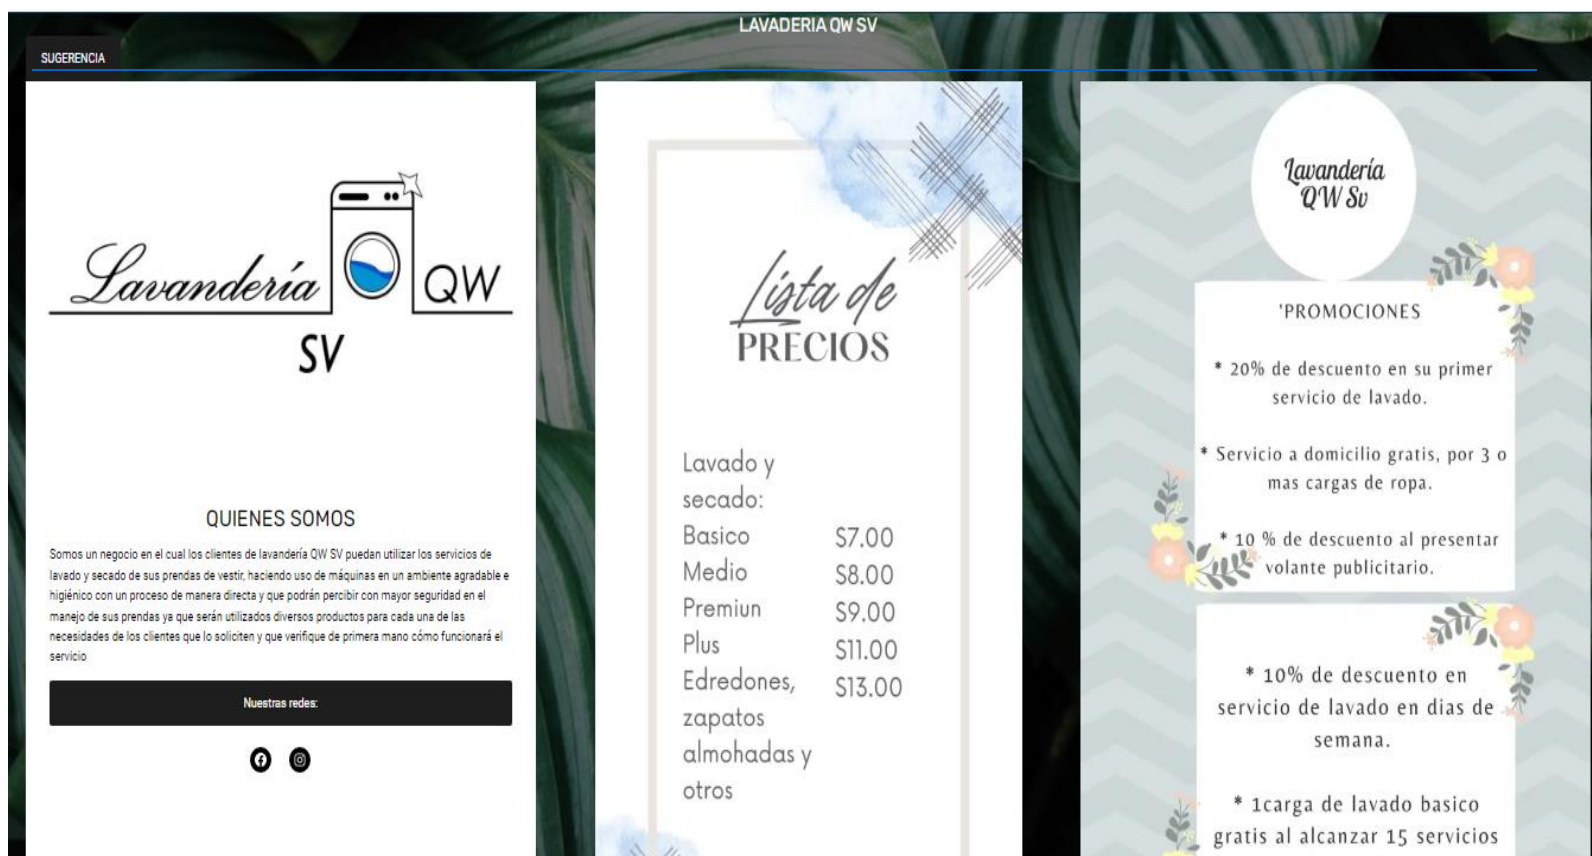 LAVADERIA QW SV
SUGERENCIA
Lavandería QW
SV
QUIENES SOMOS
Somos un negocio en el cual los clientes de lavandería QW SV puedan utilizar los servicios de
lavado y secado de sus prendas de vestir, haciendo uso de máquinas en un ambiente agradable e
higiénico con un proceso de manera directa y que podrán percibir con mayor seguridad en el
manejo de sus prendas ya que serán utilizados diversos productos para cada una de las
necesidades de los clientes que lo soliciten y que verifique de primera mano cómo funcionará el
servicio
Nuestras redes:
Lista de
PRECIOS
Lavado y
secado:
Basico $7.00
Medio $8.00
Premiun $9.00
Plus $11.00
Edredones, $13.00
zapatos
almohadas y
otros
Lavandería
QW Sv
'PROMOCIONES
* 20% de descuento en su primer
servicio de lavado.
* Servicio a domicilio gratis, por 3 o
mas cargas de ropa.
* 10 % de descuento al presentar
volante publicitario.
* 10% de descuento en
servicio de lavado en dias de
semana.
* 1carga de lavado basico
gratis al alcanzar 15 servicios